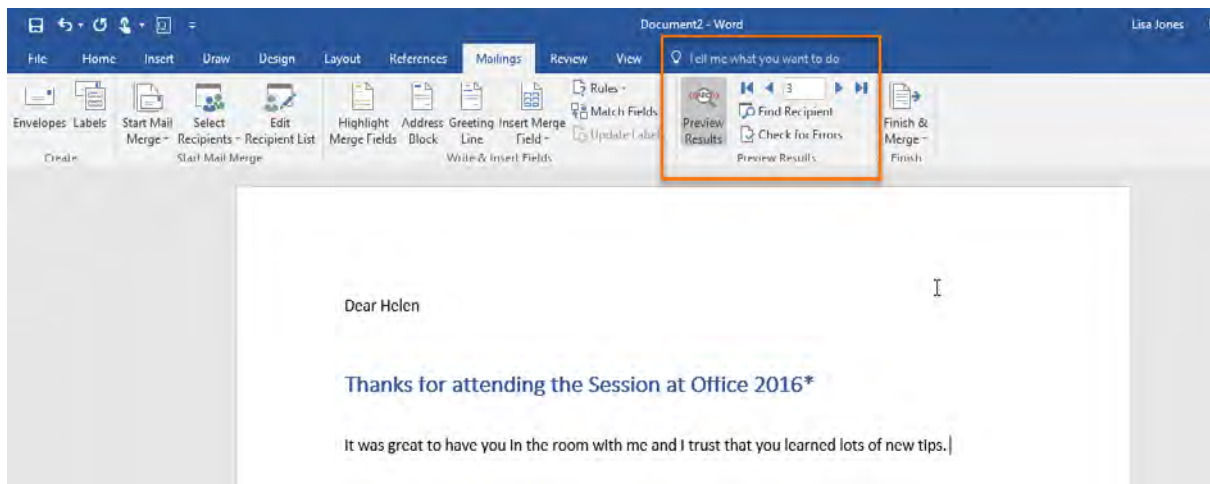 Document2 - Word
Lisa Jones
File Home Insert Draw Design Layout References Mailings Review View Tell me what you want to do
Envelopes Labels
Start Mail Merge
Select Recipients
Edit Recipient List
Highlight Merge Fields
Address Block
Greeting Line
Insert Merge Field
Rules
Match Fields
Update Label
Preview Results
3
Find Recipient
Check for Errors
Finish & Merge
Create
Start Mail Merge
Write & Insert Fields
Preview Results
Finish
Dear Helen
Thanks for attending the Session at Office 2016*
It was great to have you in the room with me and I trust that you learned lots of new tips.